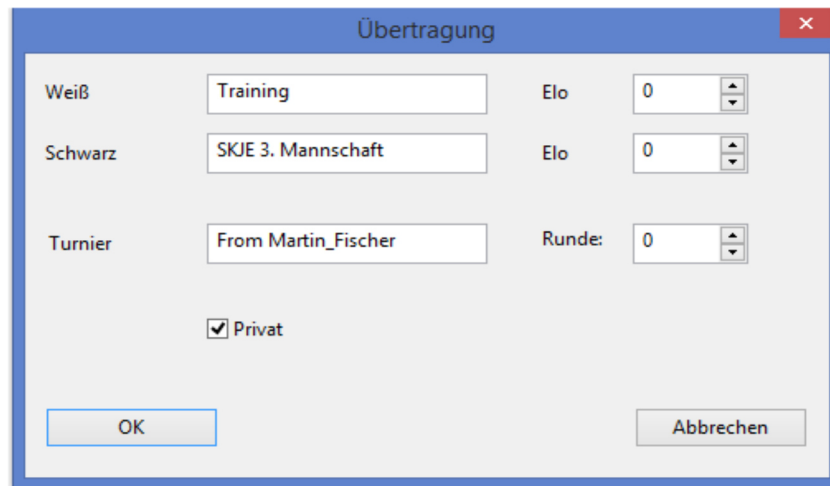 Übertragung
Weiß Training Elo 0
Schwarz SKJE 3. Mannschaft Elo 0
Turnier From Martin_Fischer Runde: 0
Privat
OK Abbrechen